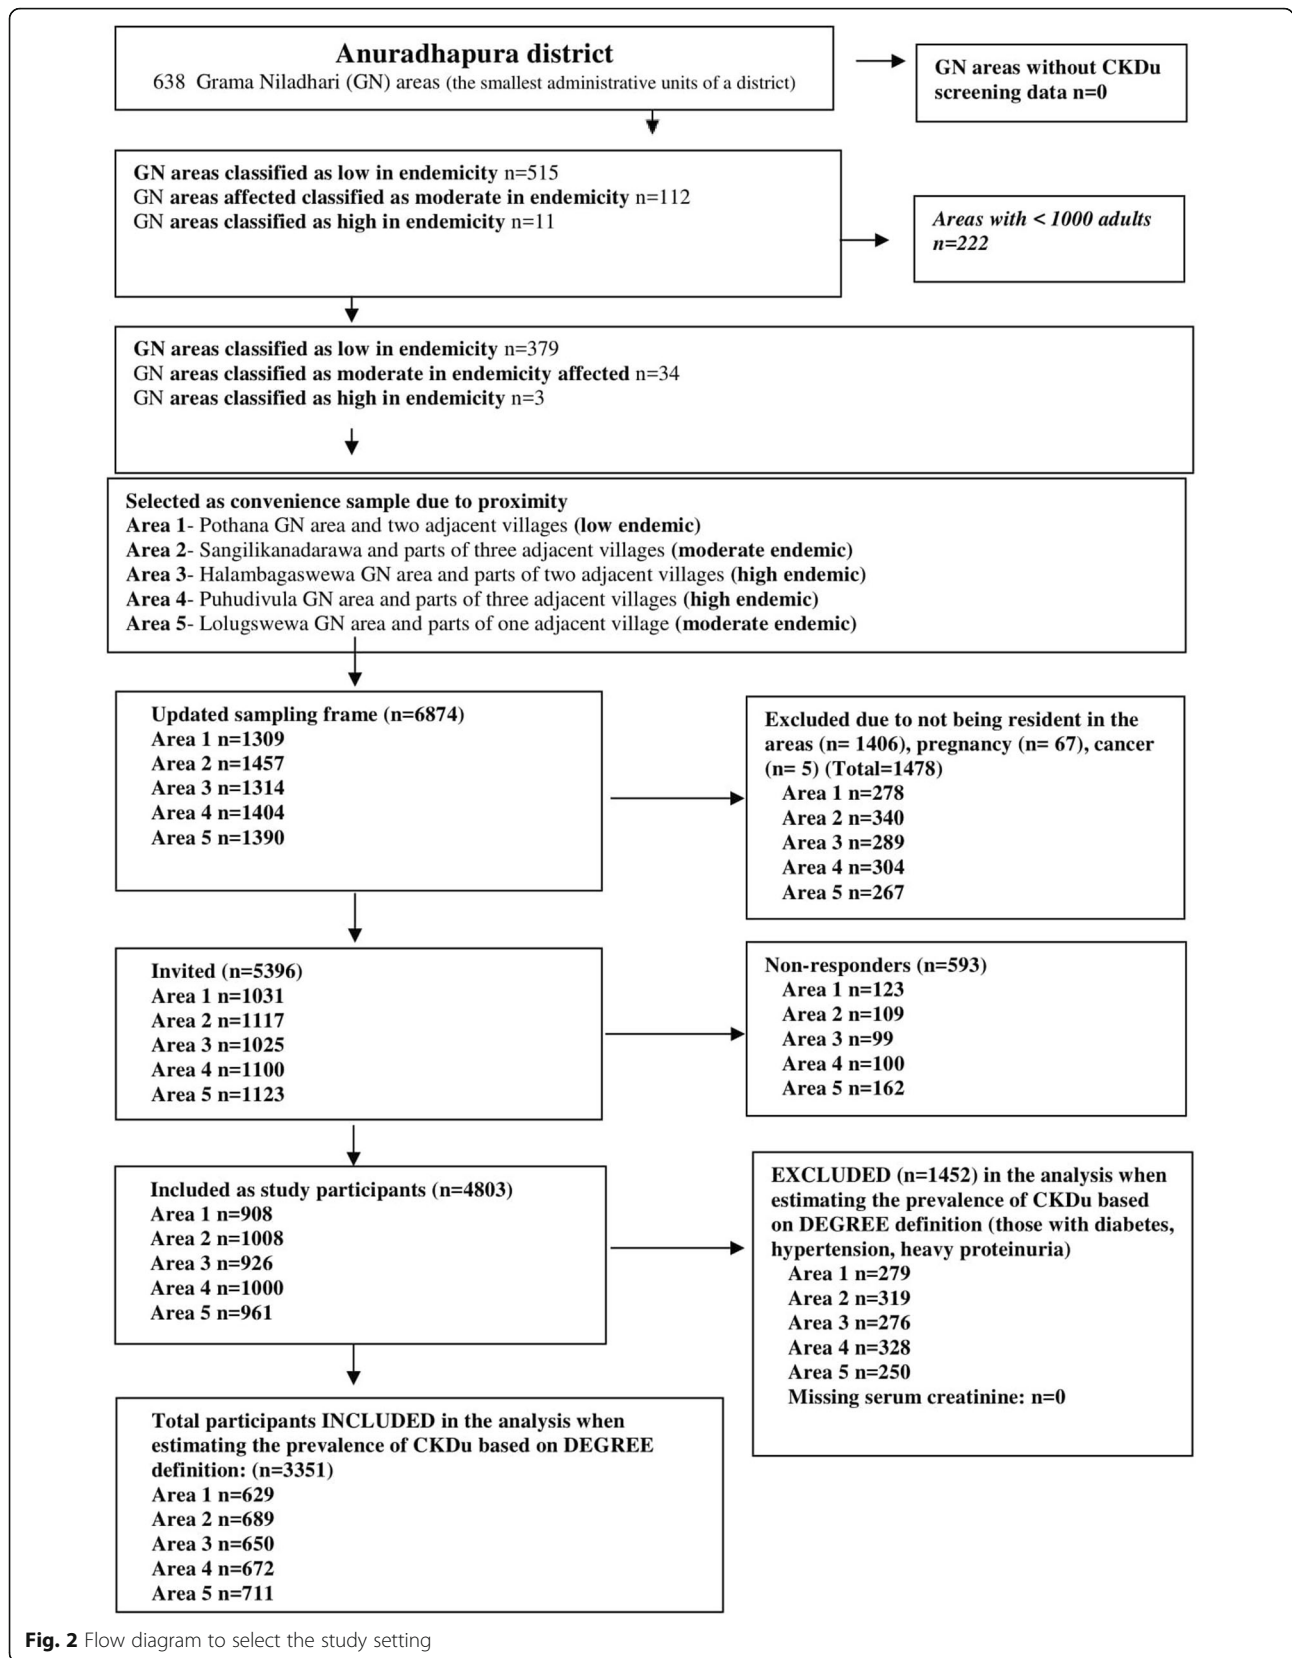 Anuradhapura district
638 Grama Niladhari (GN) areas (the smallest administrative units of a district)
GN areas without CKDu
screening data n=0
GN areas classified as low in endemicity n=515
GN areas affected classified as moderate in endemicity n=112
GN areas classified as high in endemicity n=11
Areas with < 1000 adults
n=222
GN areas classified as low in endemicity n=379
GN areas classified as moderate in endemicity affected n=34
GN areas classified as high in endemicity n=3
Selected as convenience sample due to proximity
Area 1- Pothana GN area and two adjacent villages (low endemic)
Area 2- Sangilikanadarawa and parts of three adjacent villages (moderate endemic)
Area 3- Halambagaswewa GN area and parts of two adjacent villages (high endemic)
Area 4- Puhudivula GN area and parts of three adjacent villages (high endemic)
Area 5- Lolugswewa GN area and parts of one adjacent village (moderate endemic)
Updated sampling frame (n=6874)
Area 1 n=1309
Area 2 n=1457
Area 3 n=1314
Area 4 n=1404
Area 5 n=1390
Excluded due to not being resident in the
areas (n= 1406), pregnancy (n= 67), cancer
(n= 5) (Total=1478)
Area 1 n=278
Area 2 n=340
Area 3 n=289
Area 4 n=304
Area 5 n=267
Invited (n=5396)
Area 1 n=1031
Area 2 n=1117
Area 3 n=1025
Area 4 n=1100
Area 5 n=1123
Non-responders (n=593)
Area 1 n=123
Area 2 n=109
Area 3 n=99
Area 4 n=100
Area 5 n=162
Included as study participants (n=4803)
Area 1 n=908
Area 2 n=1008
Area 3 n=926
Area 4 n=1000
Area 5 n=961
EXCLUDED (n=1452) in the analysis when
estimating the prevalence of CKDu based
on DEGREE definition (those with diabetes,
hypertension, heavy proteinuria)
Area 1 n=279
Area 2 n=319
Area 3 n=276
Area 4 n=328
Area 5 n=250
Missing serum creatinine: n=0
Total participants INCLUDED in the analysis when
estimating the prevalence of CKDu based on DEGREE
definition: (n=3351)
Area 1 n=629
Area 2 n=689
Area 3 n=650
Area 4 n=672
Area 5 n=711
Fig. 2 Flow diagram to select the study setting